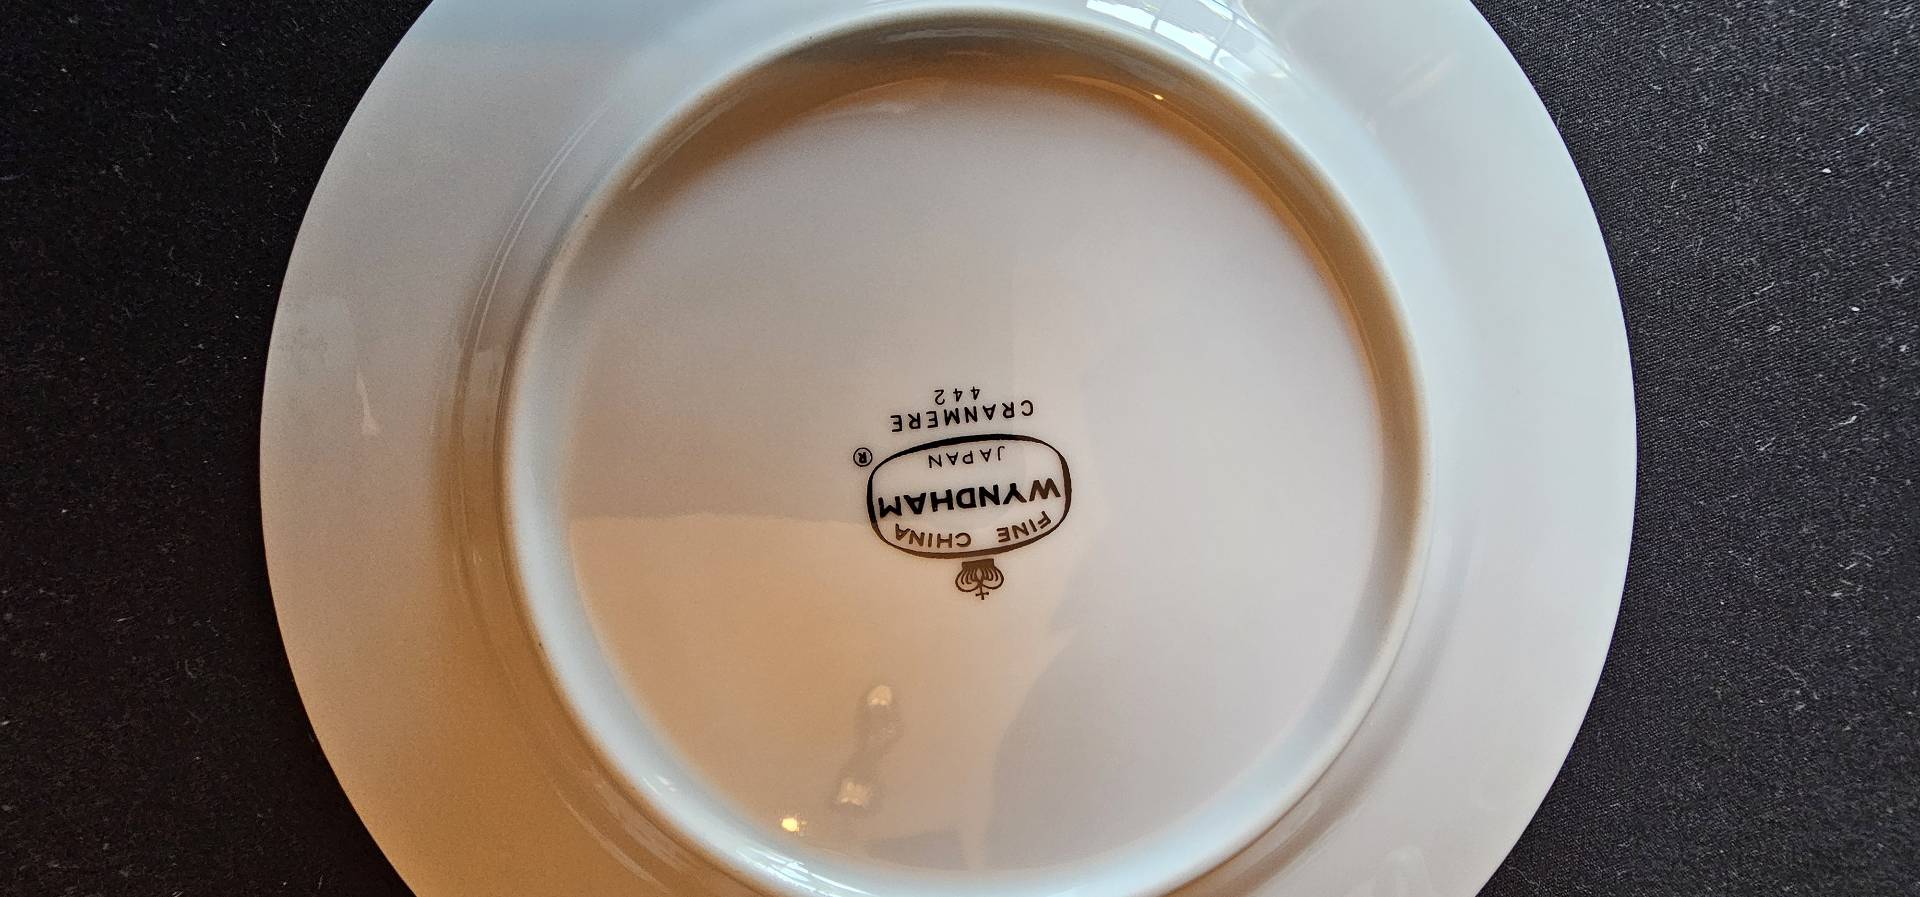 FINE CHINA
WYNDHAM
JAPAN
®
CRANMERE
442